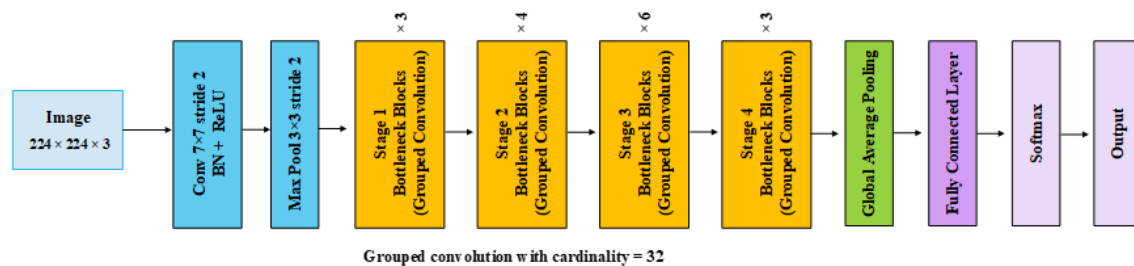 Image
224 × 224 × 3
Conv 7×7 stride 2
BN + ReLU
Max Pool 3×3 stride 2
× 3
Stage 1
Bottleneck Blocks
(Grouped Convolution)
× 4
Stage 2
Bottleneck Blocks
(Grouped Convolution)
× 6
Stage 3
Bottleneck Blocks
(Grouped Convolution)
× 3
Stage 4
Bottleneck Blocks
(Grouped Convolution)
Global Average Pooling
Fully Connected Layer
Softmax
Output
Grouped convolution with cardinality = 32